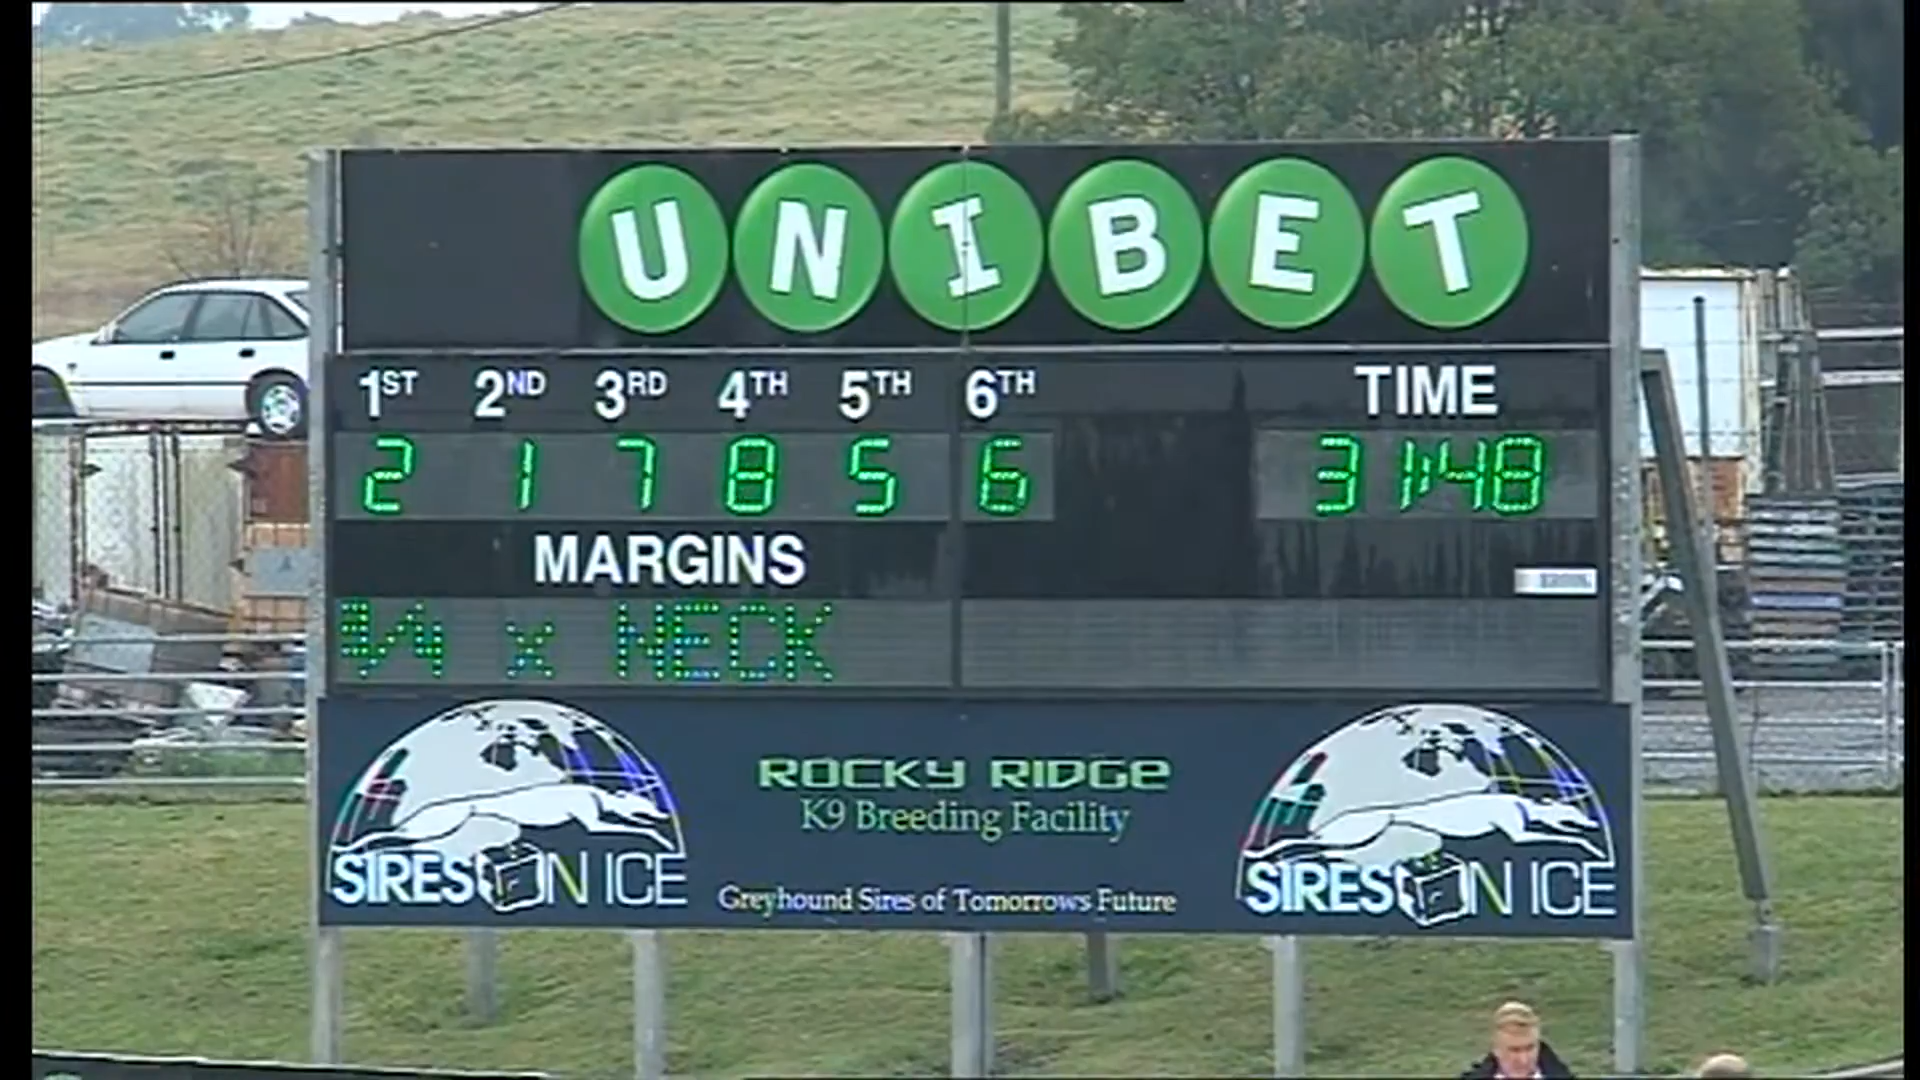 UNIBET
1ST 2ND 3RD 4TH 5TH 6TH TIME
2 1 7 8 5 6 31:48
MARGINS
3/4 x NECK
ROCKY RIDGE
K9 Breeding Facility
SIRES ON ICE
Greyhound Sires of Tomorrows Future
SIRES ON ICE